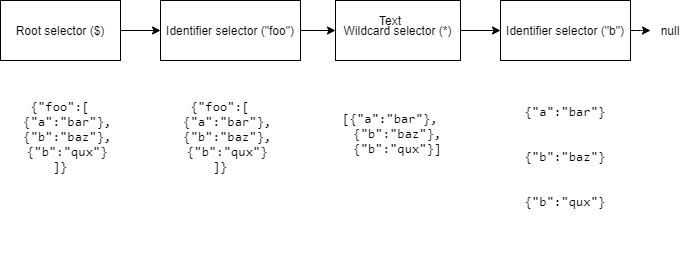 Root selector ($)
Identifier selector ("foo")
Text
Wildcard selector (*)
Identifier selector ("b")
null
{"foo":[
{"a":"bar"},
{"b":"baz"},
{"b":"qux"}
]}
{"foo":[
{"a":"bar"},
{"b":"baz"},
{"b":"qux"}
]}
[{"a":"bar"},
{"b":"baz"},
{"b":"qux"}]
{"a":"bar"}
{"b":"baz"}
{"b":"qux"}